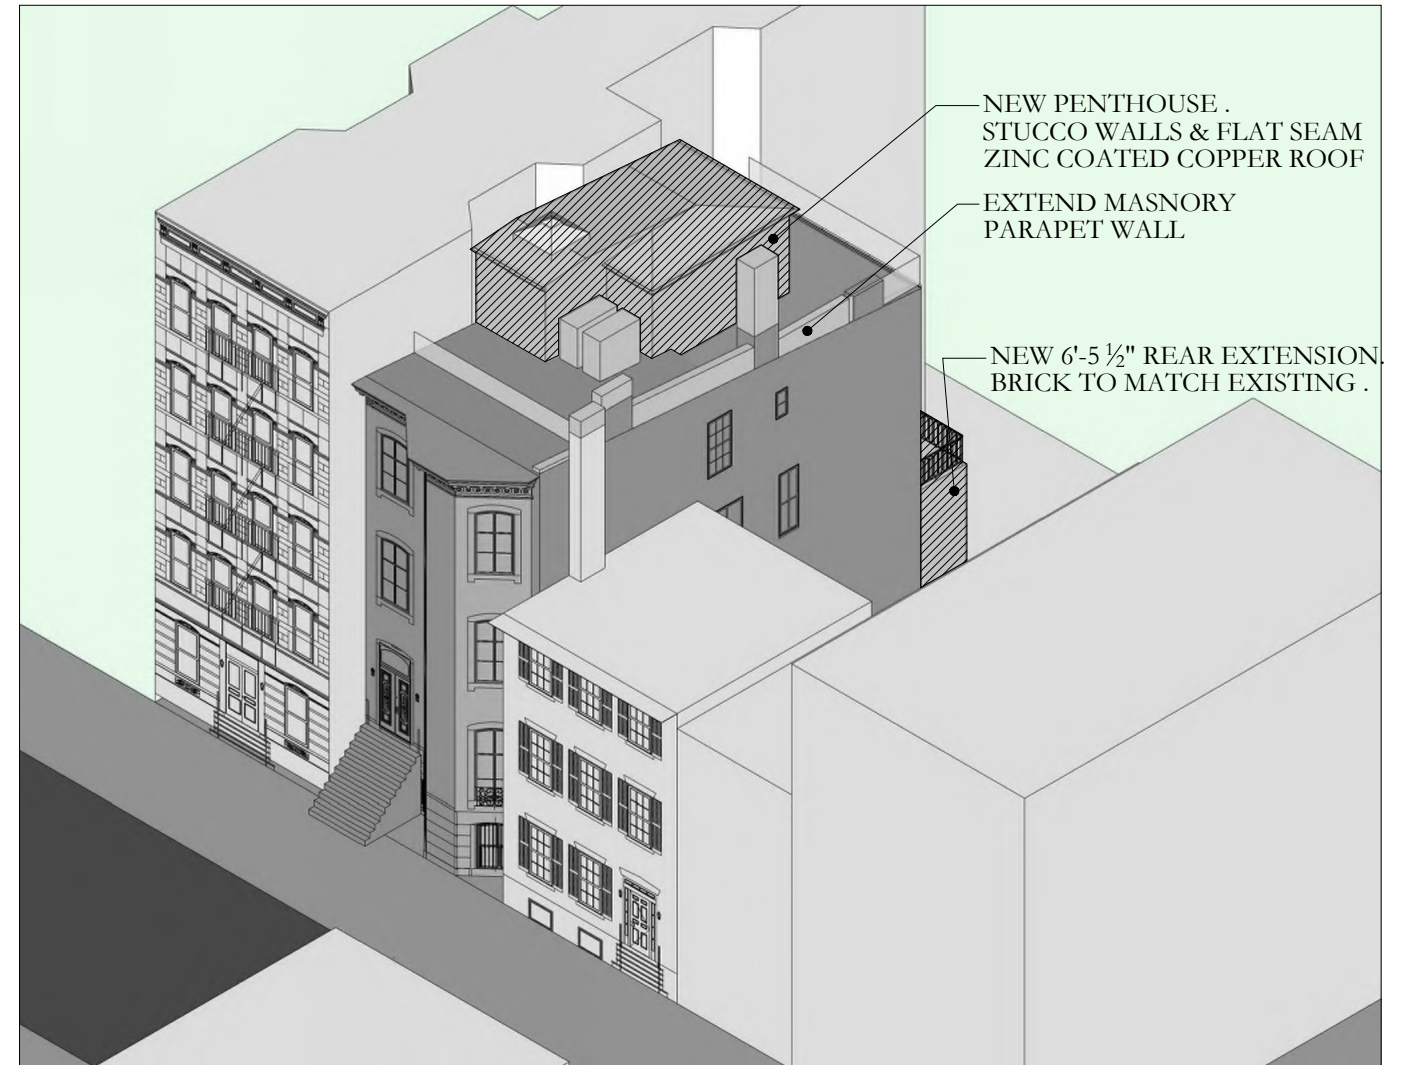 NEW PENTHOUSE .
STUCCO WALLS & FLAT SEAM
ZINC COATED COPPER ROOF
EXTEND MASNORY
PARAPET WALL
NEW 6'-5 ½" REAR EXTENSION.
BRICK TO MATCH EXISTING .